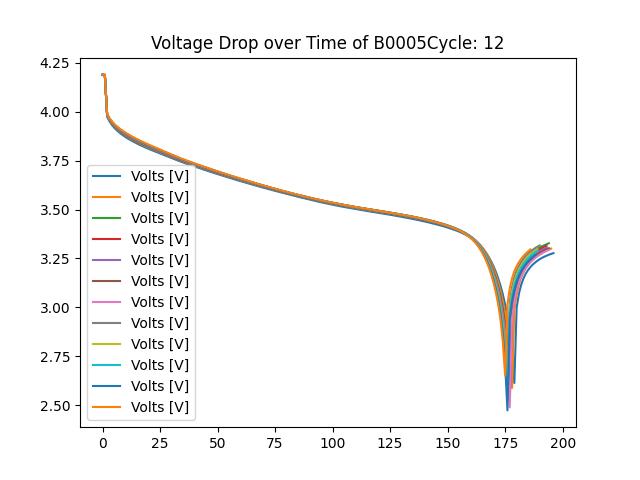 Voltage Drop over Time of B0005Cycle: 12
4.25
4.00
3.75
3.50
3.25
3.00
2.75
2.50
Volts [V]
Volts [V]
Volts [V]
Volts [V]
Volts [V]
Volts [V]
Volts [V]
Volts [V]
Volts [V]
Volts [V]
Volts [V]
Volts [V]
0 25 50 75 100 125 150 175 200